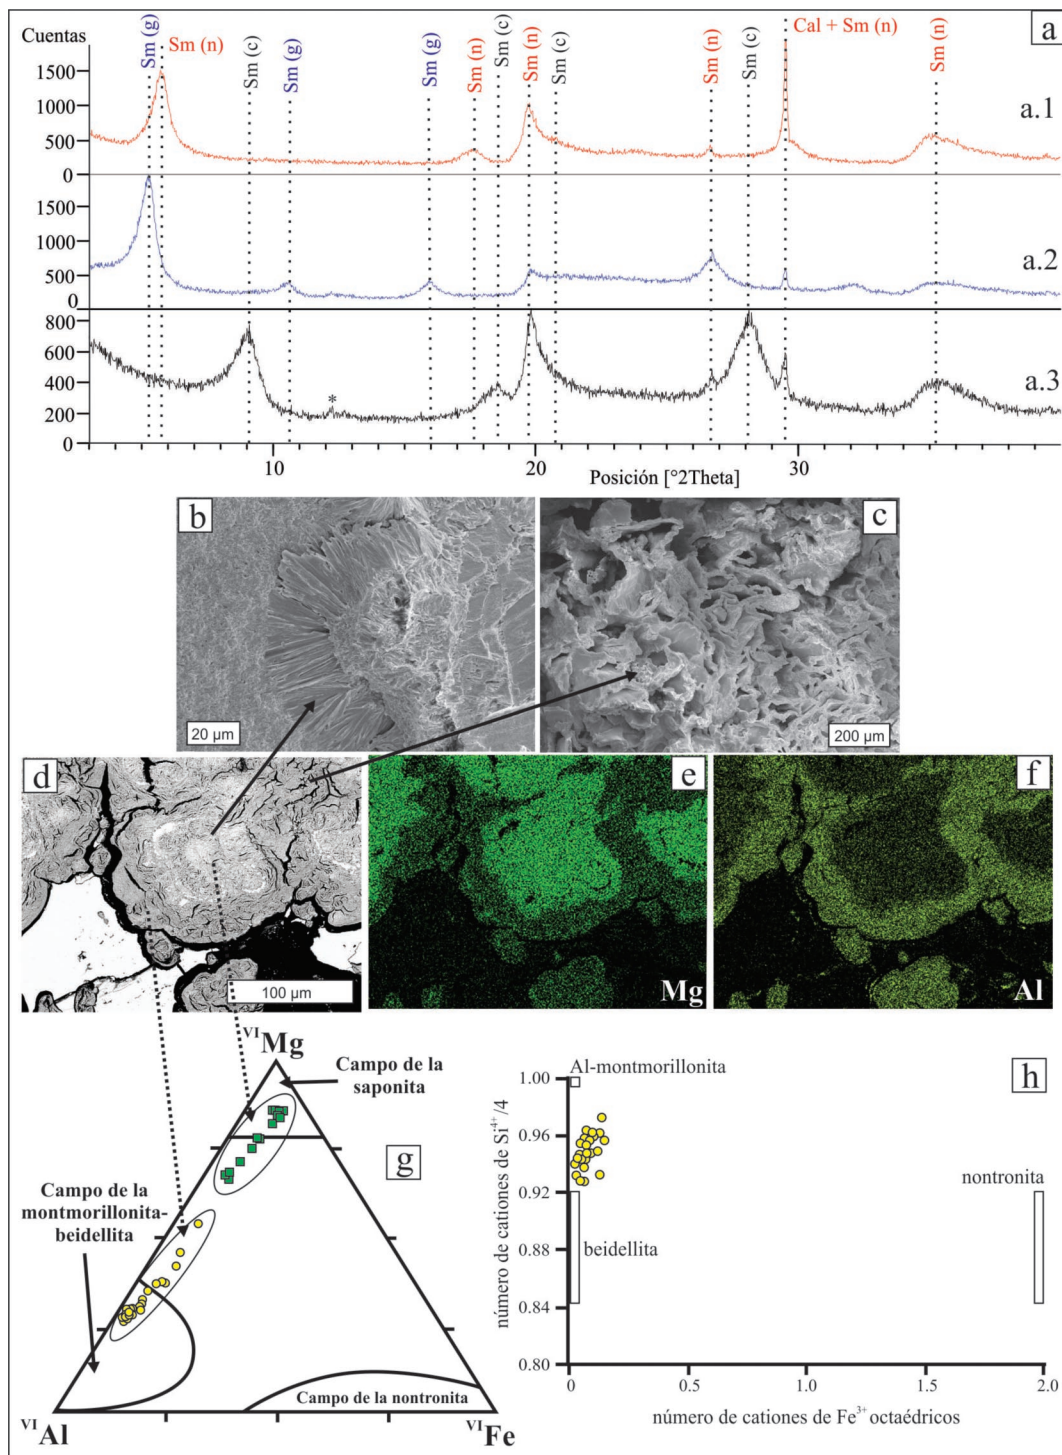 Cuentas
Sm (g)
Sm (n)
Sm (c)
Sm (g)
Sm (g)
Sm (n)
Sm (c)
Sm (n)
Sm (c)
Sm (n)
Sm (c)
Cal + Sm (n)
Sm (n)
a
1500
1000
500
0
a.1
1500
1000
500
0
a.2
800
600
400
200
0
*
a.3
10
20
30
Posición [°2Theta]
b
20 µm
c
200 µm
d
100 µm
e
Mg
f
Al
VIMg
Campo de la
saponita
g
Campo de la
montmorillonita-
beidellita
Campo de la nontronita
VIAl
VIFe
h
Al-montmorillonita
nontronita
beidellita
número de cationes de Si4+/4
1.00
0.96
0.92
0.88
0.84
0.80
0
0.5
1.0
1.5
2.0
número de cationes de Fe3+ octaédricos